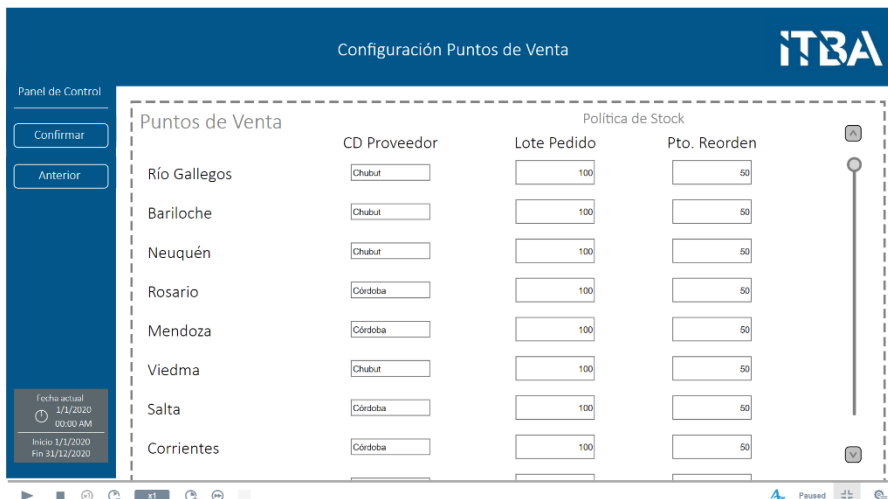 Configuración Puntos de Venta
ITBA
Panel de Control
Confirmar
Anterior
Puntos de Venta
Política de Stock
CD Proveedor Lote Pedido Pto. Reorden
Río Gallegos Chubut 100 50
Bariloche Chubut 100 50
Neuquén Chubut 100 50
Rosario Córdoba 100 50
Mendoza Córdoba 100 50
Viedma Chubut 100 50
Salta Córdoba 100 50
Corrientes Córdoba 100 50
Fecha actual
1/1/2020
00:00 AM
Inicio 1/1/2020
Fin 31/12/2020
x1
Paused